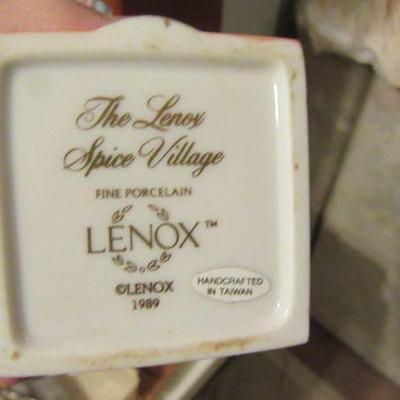 The Lenox
Spice Village
FINE PORCELAIN
LENOX™
©LENOX
1989
HANDCRAFTED
IN TAIWAN